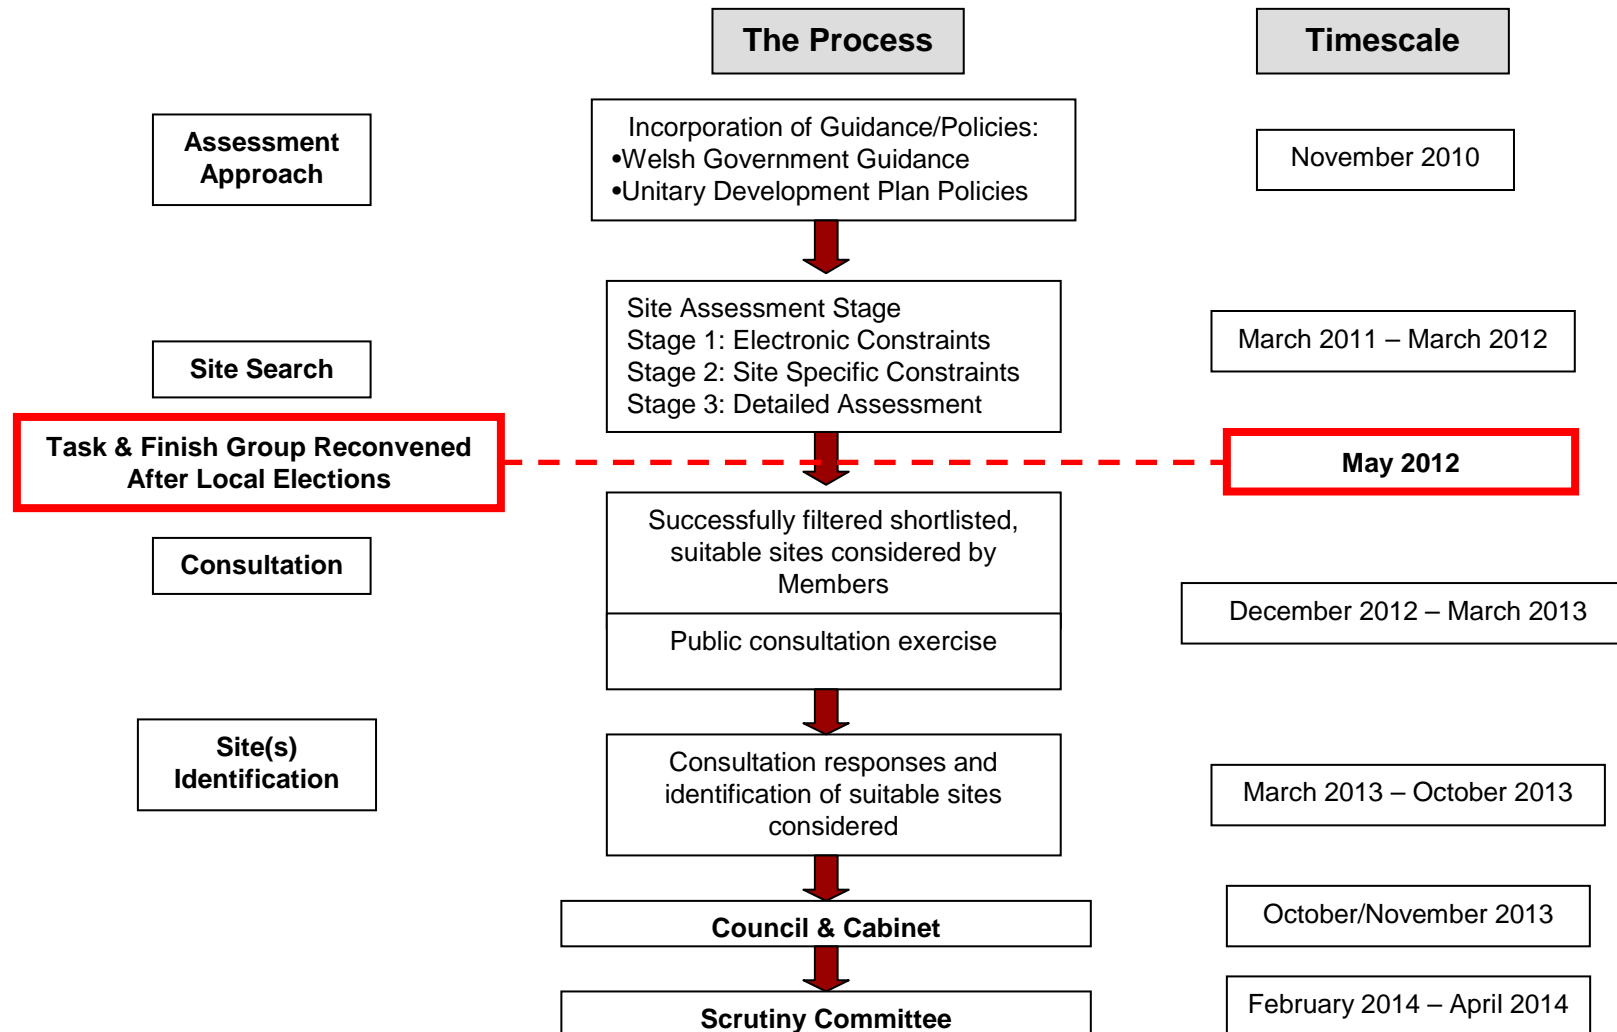 The Process
Timescale
Assessment
Approach
Incorporation of Guidance/Policies:
•Welsh Government Guidance
•Unitary Development Plan Policies
November 2010
Site Search
Site Assessment Stage
Stage 1: Electronic Constraints
Stage 2: Site Specific Constraints
Stage 3: Detailed Assessment
March 2011 – March 2012
Task & Finish Group Reconvened
After Local Elections
May 2012
Consultation
Successfully filtered shortlisted,
suitable sites considered by
Members
Public consultation exercise
December 2012 – March 2013
Site(s)
Identification
Consultation responses and
identification of suitable sites
considered
March 2013 – October 2013
Council & Cabinet
October/November 2013
Scrutiny Committee
February 2014 – April 2014